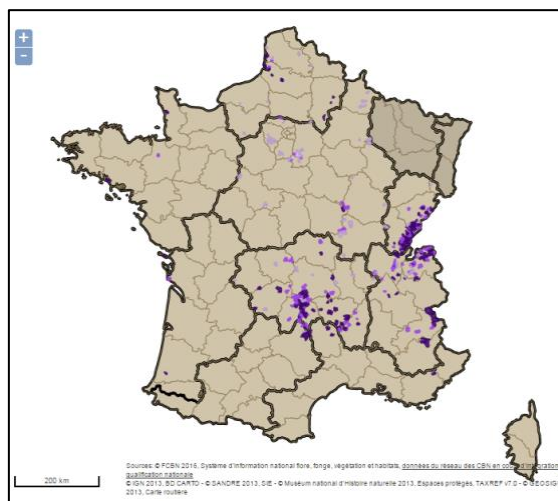 +
−
200 km
Sources: © FCBN 2016, Système d'information national flore, fonge, végétation et habitats, données du réseau des CBN en cours d'intégration
qualification nationale
© IGN 2013, BD CARTO - © SANDRE 2013, SIE - © Muséum national d'Histoire naturelle 2013, Espaces protégés, TAXREF v7.0 - © GEOSIG
2013, Carte routière